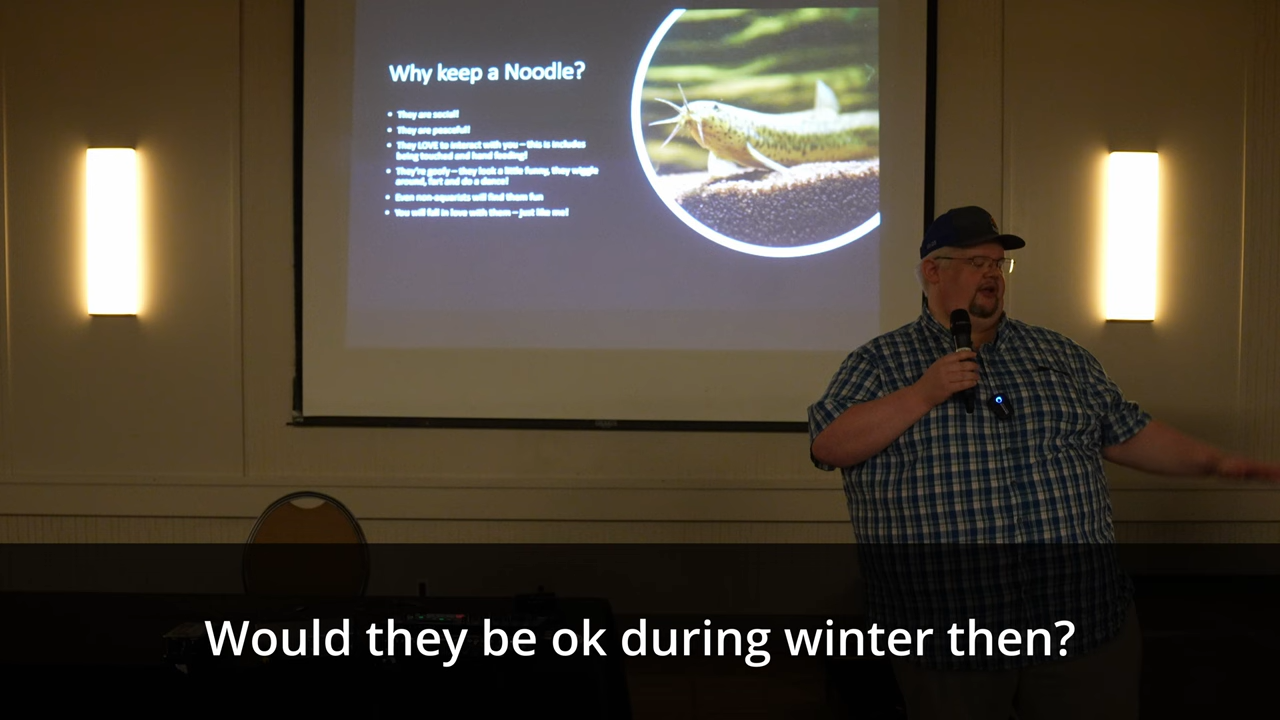 Why keep a Noodle?
• They are social!
• They are peaceful!
• They LOVE to interact with you – this is includes
being touched and hand feeding!
• They're goofy – they look a little funny, they wiggle
around, fart and do a dance!
• Even non-aquarists will find them fun
• You will fall in love with them – just like me!
Would they be ok during winter then?